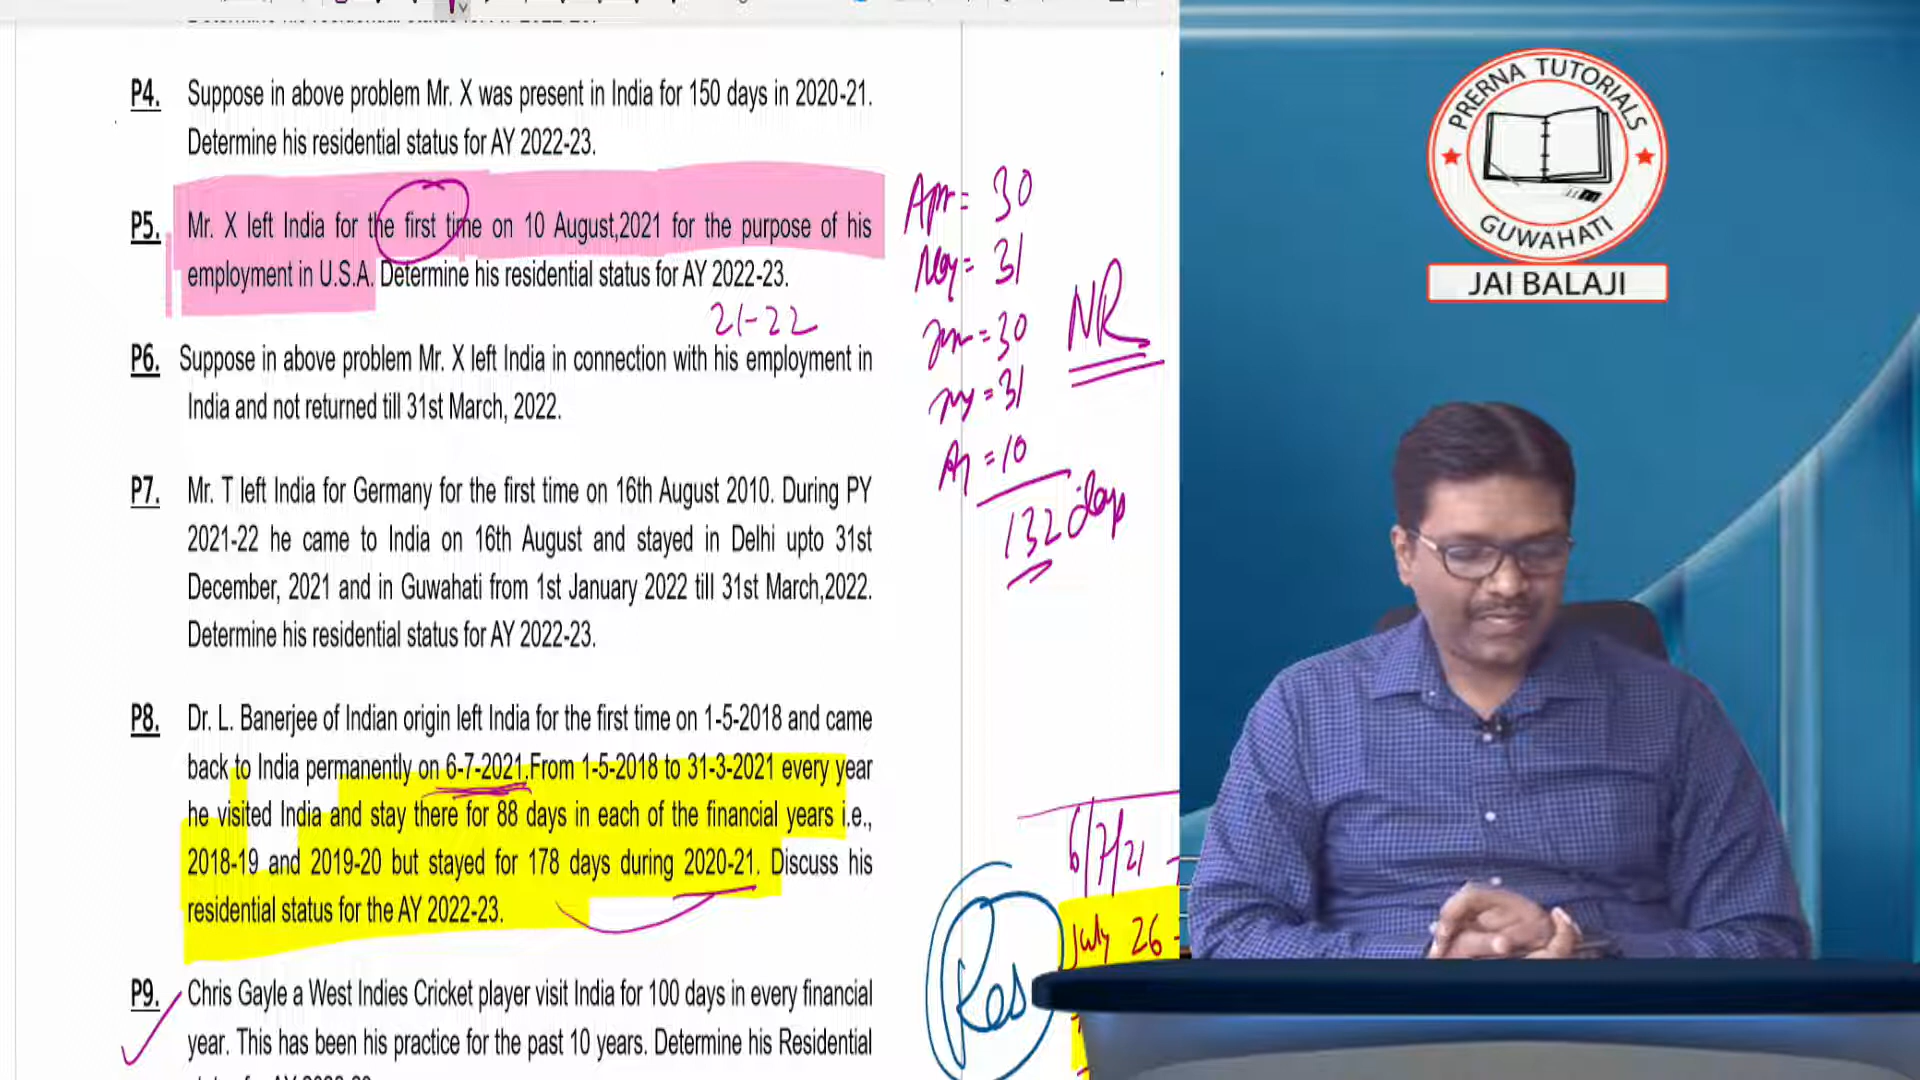 P4. Suppose in above problem Mr. X was present in India for 150 days in 2020-21.
Determine his residential status for AY 2022-23.
P5. Mr. X left India for the first time on 10 August,2021 for the purpose of his
employment in U.S.A. Determine his residential status for AY 2022-23.
21-22
P6. Suppose in above problem Mr. X left India in connection with his employment in
India and not returned till 31st March, 2022.
P7. Mr. T left India for Germany for the first time on 16th August 2010. During PY
2021-22 he came to India on 16th August and stayed in Delhi upto 31st
December, 2021 and in Guwahati from 1st January 2022 till 31st March,2022.
Determine his residential status for AY 2022-23.
P8. Dr. L. Banerjee of Indian origin left India for the first time on 1-5-2018 and came
back to India permanently on 6-7-2021.From 1-5-2018 to 31-3-2021 every year
he visited India and stay there for 88 days in each of the financial years i.e.,
2018-19 and 2019-20 but stayed for 178 days during 2020-21. Discuss his
residential status for the AY 2022-23.
P9. Chris Gayle a West Indies Cricket player visit India for 100 days in every financial
year. This has been his practice for the past 10 years. Determine his Residential
Apr = 30
May = 31
Jun = 30
= 31
= 10
132 days
NR
6/7/21 -
July 26 -
Res
PRERNA TUTORIALS
GUWAHATI
JAI BALAJI